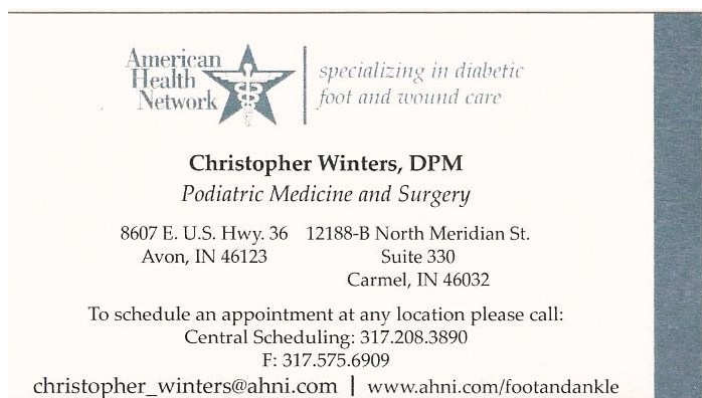 American
Health
Network
specializing in diabetic
foot and wound care
Christopher Winters, DPM
Podiatric Medicine and Surgery
8607 E. U.S. Hwy. 36
Avon, IN 46123
12188-B North Meridian St.
Suite 330
Carmel, IN 46032
To schedule an appointment at any location please call:
Central Scheduling: 317.208.3890
F: 317.575.6909
christopher_winters@ahni.com | www.ahni.com/footandankle